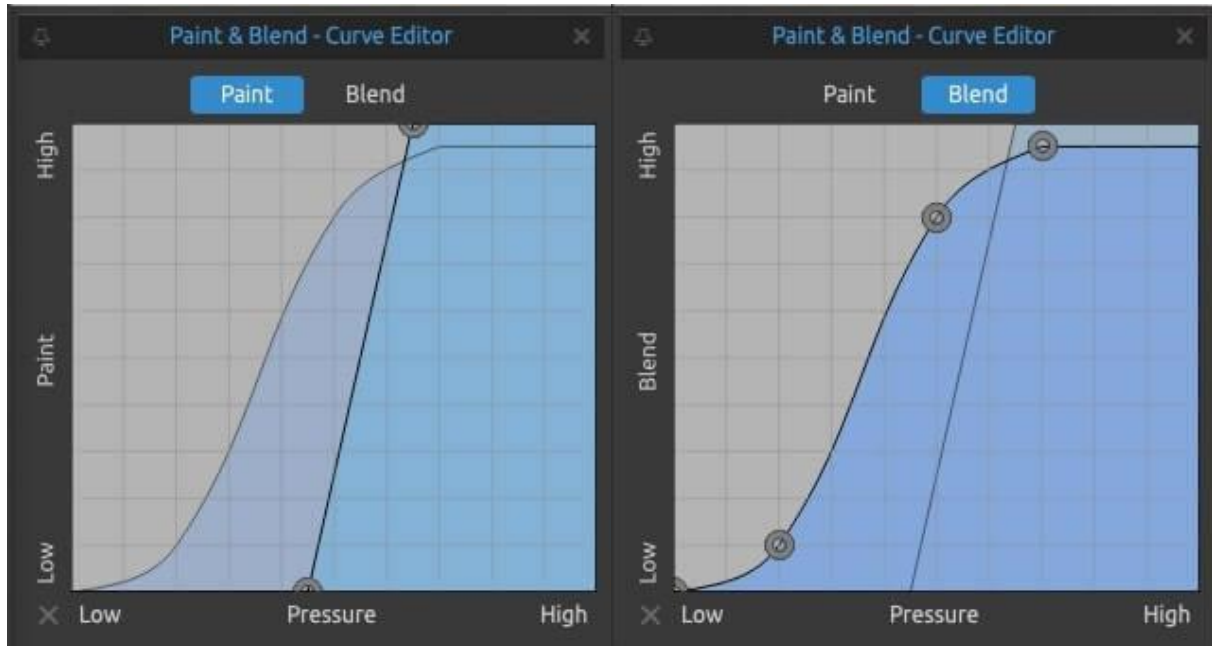 Paint & Blend - Curve Editor
Paint Blend
High
Paint
Low
Low Pressure High
Paint & Blend - Curve Editor
Paint Blend
High
Blend
Low
Low Pressure High